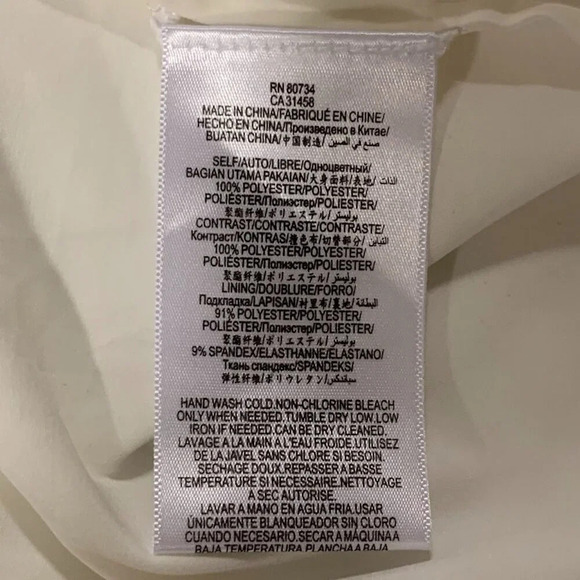 RN 80734
CA 31458
MADE IN CHINA/FABRIQUÉ EN CHINE/
HECHO EN CHINA/Произведено в Китае/
BUATAN CHINA/中国制造/ صنع في الصين
SELF/AUTO/LIBRE/Одноцветный/
BAGIAN UTAMA PAKAIAN/大身面料/表地/ الذات
100% POLYESTER/POLYESTER/
POLIÉSTER/Полиэстер/POLIESTER/
聚酯纤维/ポリエステル/ بوليستر
CONTRAST/CONTRASTE/CONTRASTE/
Контраст/KONTRAS/撞色布/切替部分/ التباين
100% POLYESTER/POLYESTER/
POLIÉSTER/Полиэстер/POLIESTER/
聚酯纤维/ポリエステル/ بوليستر
LINING/DOUBLURE/FORRO/
Подкладка/LAPISAN/衬里布/裏地/ البطانة
91% POLYESTER/POLYESTER/
POLIÉSTER/Полиэстер/POLIESTER/
聚酯纤维/ポリエステル/ بوليستر
9% SPANDEX/ELASTHANNE/ELASTANO/
Ткань спандекс/SPANDEKS/
弹性纤维/ポリウレタン/ سبفندكس
HAND WASH COLD.NON-CHLORINE BLEACH
ONLY WHEN NEEDED.TUMBLE DRY LOW.LOW
IRON IF NEEDED.CAN BE DRY CLEANED.
LAVAGE A LA MAIN A L'EAU FROIDE.UTILISEZ
DE LA JAVEL SANS CHLORE SI BESOIN.
SECHAGE DOUX.REPASSER A BASSE
TEMPERATURE SI NECESSAIRE.NETTOYAGE
A SEC AUTORISE.
LAVAR A MANO EN AGUA FRIA.USAR
ÚNICAMENTE BLANQUEADOR SIN CLORO
CUANDO NECESARIO.SECAR A MÁQUINA A
BAJA TEMPERATURA.PLANCHA A BAJA